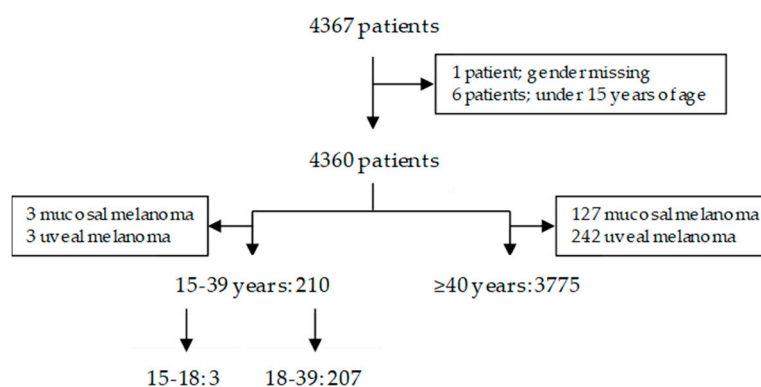 4367 patients
1 patient; gender missing
6 patients; under 15 years of age
4360 patients
3 mucosal melanoma
3 uveal melanoma
127 mucosal melanoma
242 uveal melanoma
15-39 years: 210
≥40 years: 3775
15-18: 3
18-39: 207